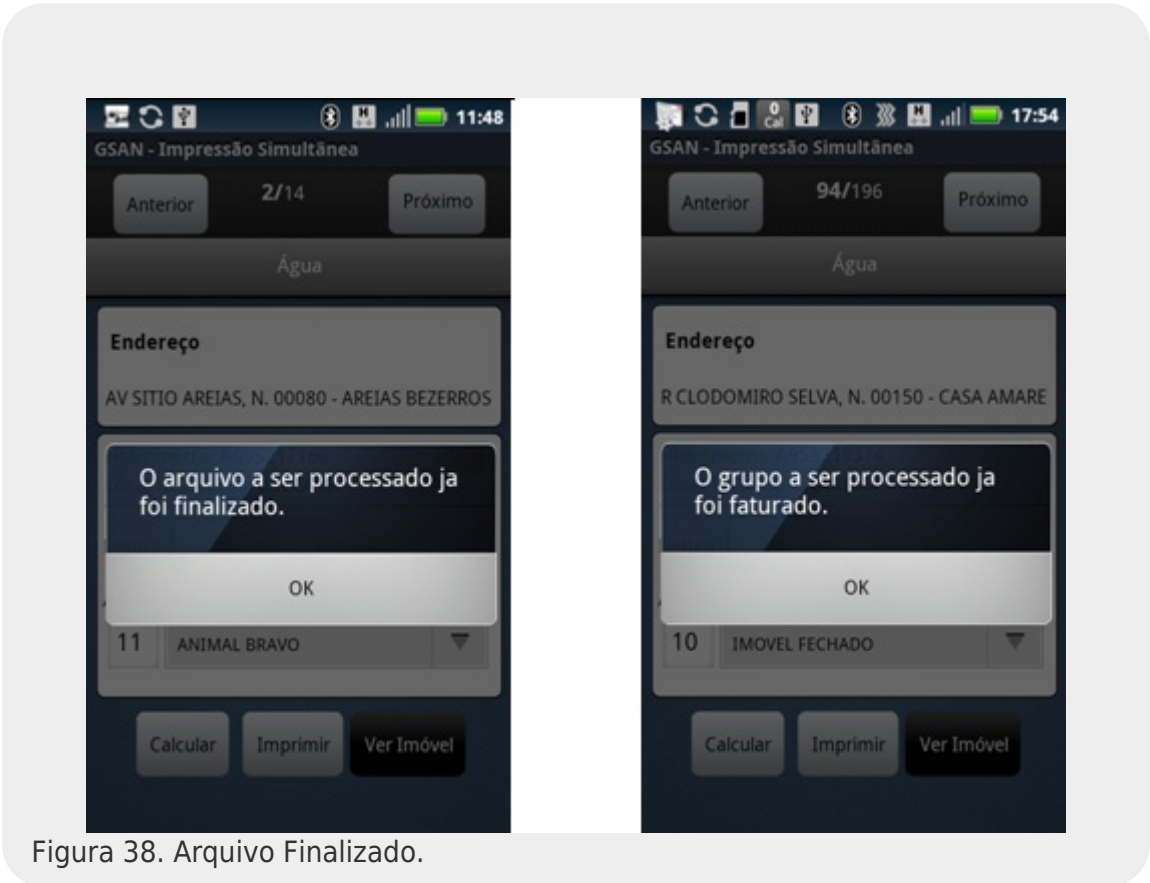 11:48
GSAN - Impressão Simultânea
Anterior
2/14
Próximo
Água
Endereço
AV SITIO AREIAS, N. 00080 - AREIAS BEZERROS
O arquivo a ser processado ja
foi finalizado.
OK
11 ANIMAL BRAVO
Calcular Imprimir Ver Imóvel
0
Cal
17:54
GSAN - Impressão Simultânea
Anterior
94/196
Próximo
Água
Endereço
R CLODOMIRO SELVA, N. 00150 - CASA AMARE
O grupo a ser processado ja
foi faturado.
OK
10 IMOVEL FECHADO
Calcular Imprimir Ver Imóvel
Figura 38. Arquivo Finalizado.